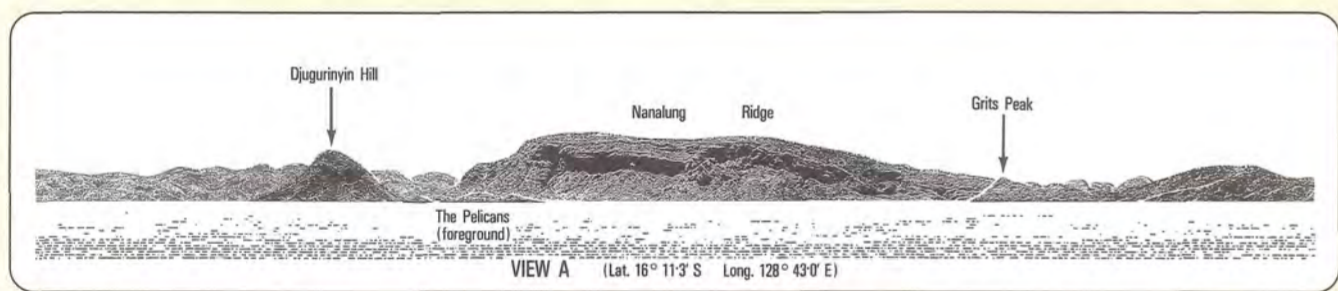 Djugurinyin Hill
Nanalung Ridge
Grits Peak
The Pelicans
(foreground)
VIEW A (Lat. 16° 11·3' S Long. 128° 43·0' E)